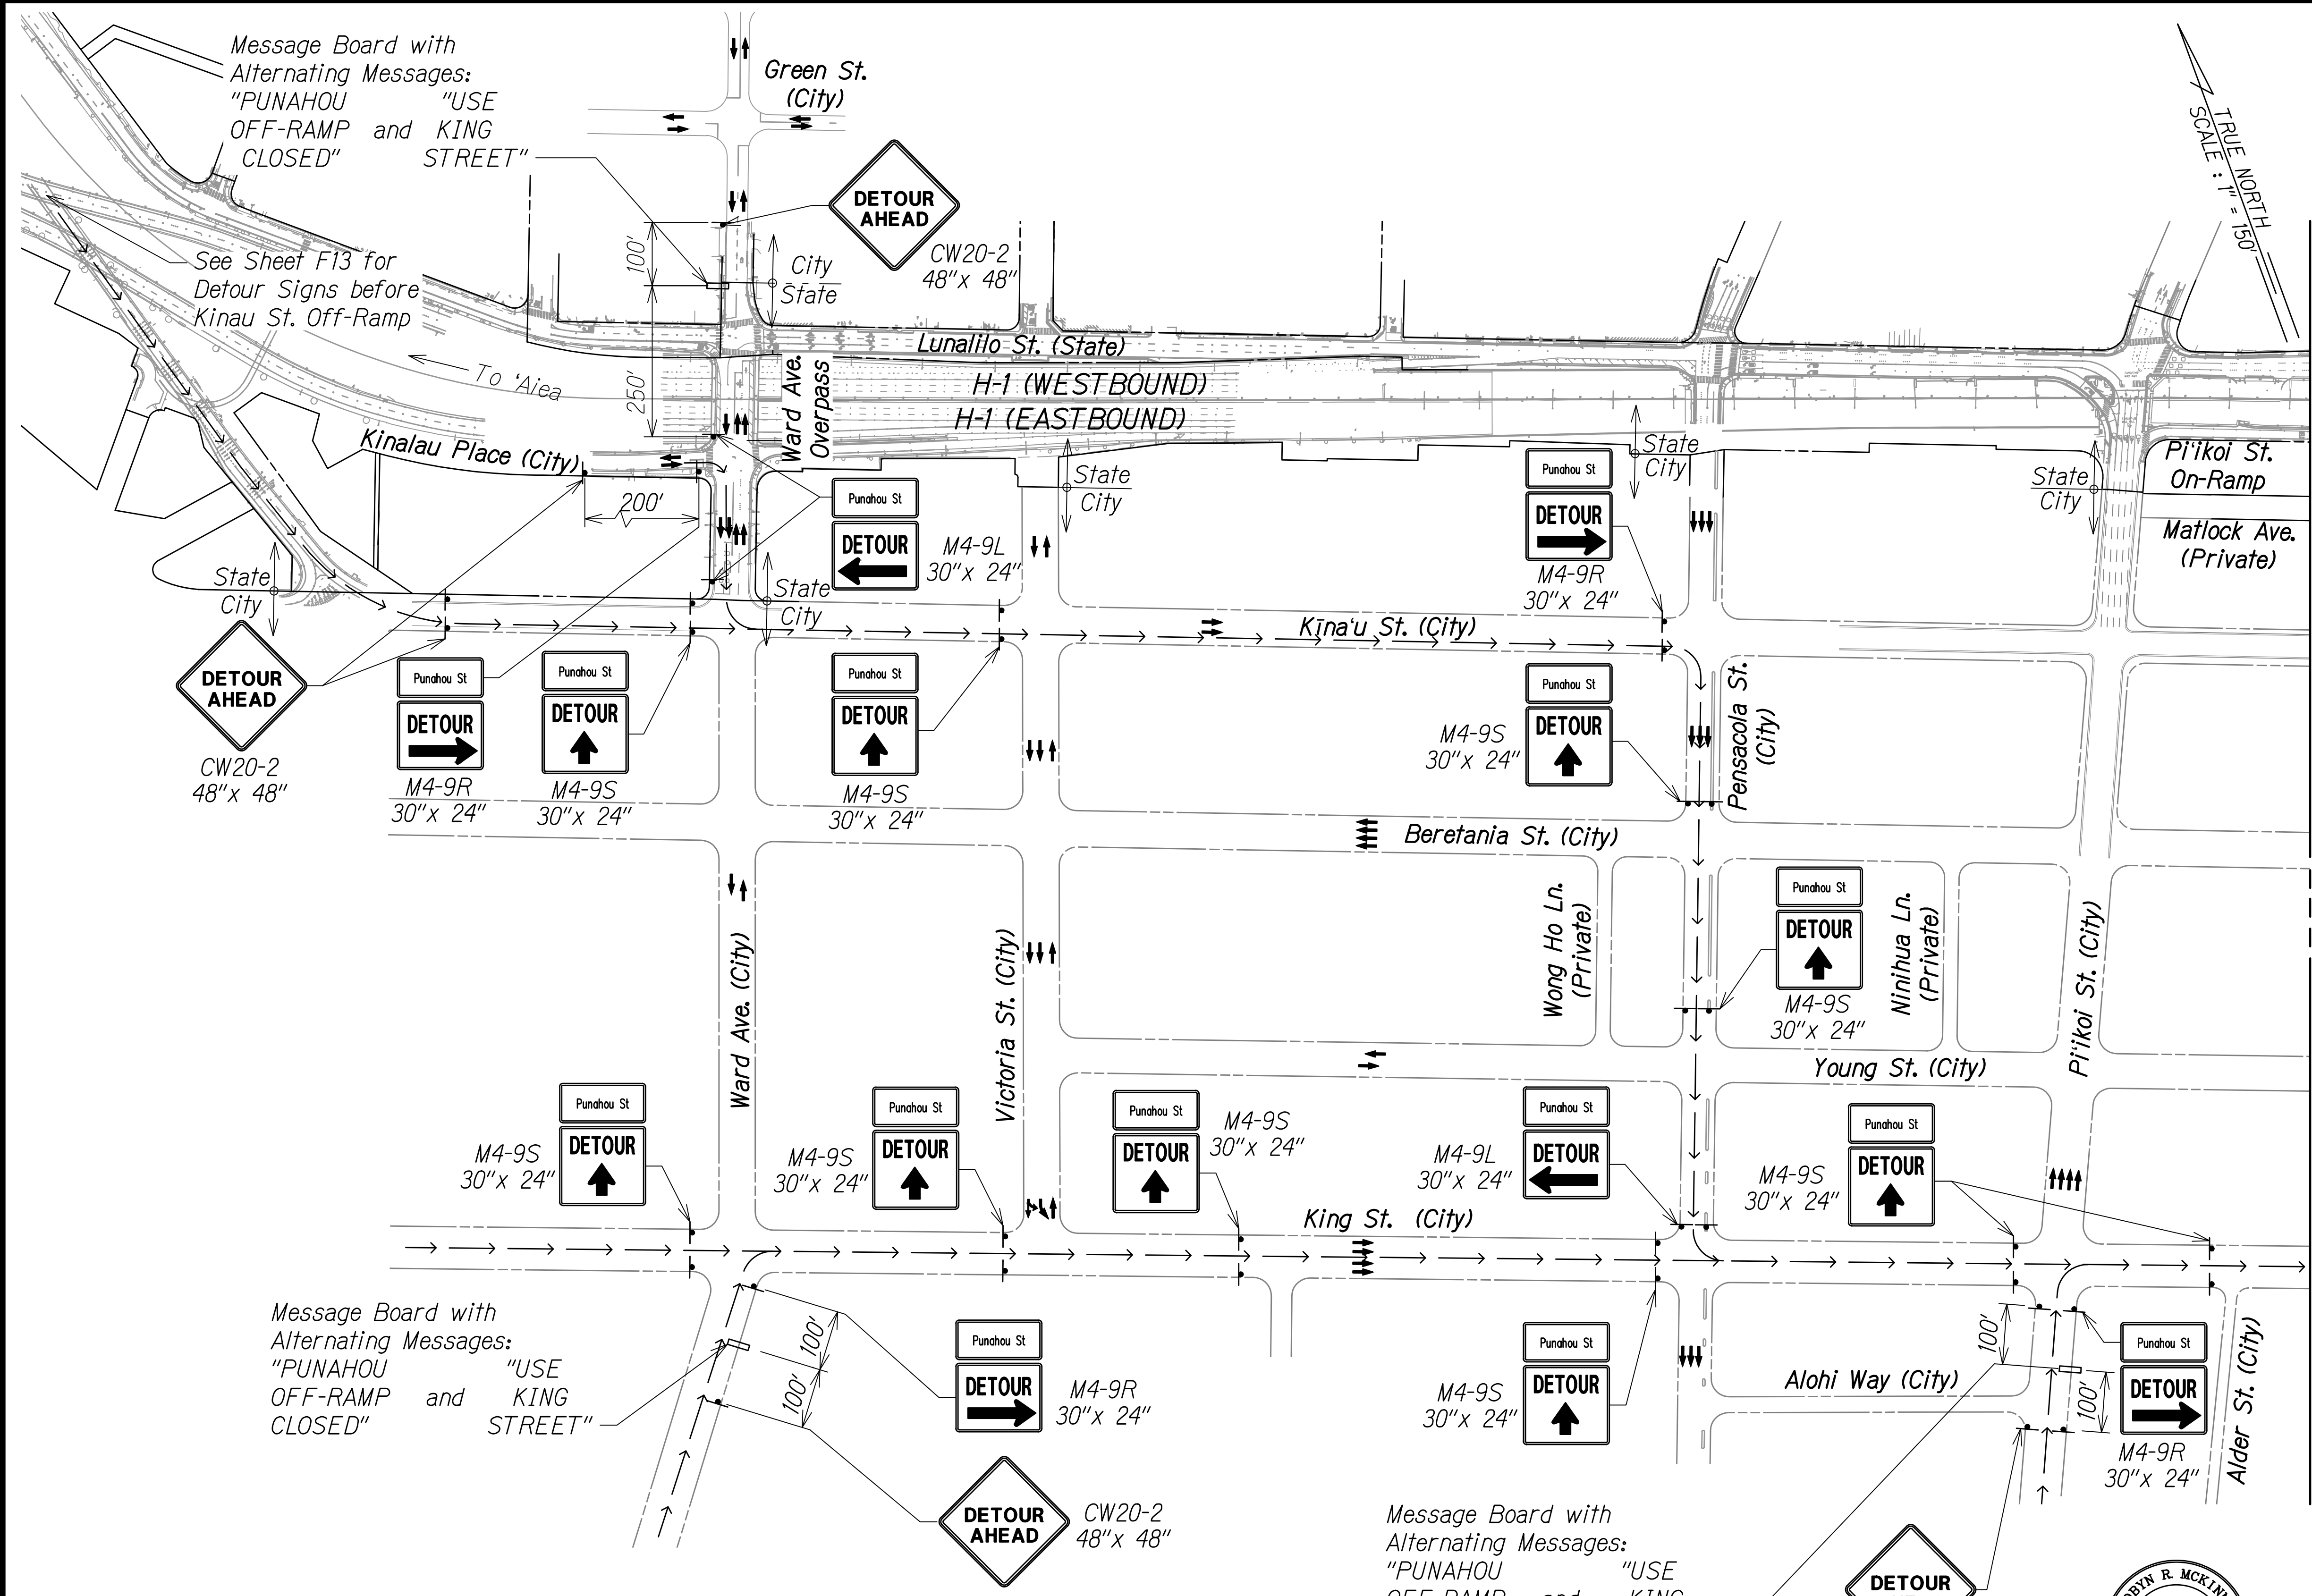 Message Board with
Alternating Messages:
"PUNAHOU "USE
OFF-RAMP and KING
CLOSED" STREET"
Green St.
(City)
DETOUR
AHEAD
CW20-2
48"x 48"
TRUE NORTH
SCALE : 1" = 150'
See Sheet F13 for
Detour Signs before
Kinau St. Off-Ramp
100'
City
State
250'
To 'Aiea
Lunalilo St. (State)
H-1 (WESTBOUND)
H-1 (EASTBOUND)
Ward Ave.
Overpass
Kinalau Place (City)
200'
State
City
State
City
State
City
Pi'ikoi St.
On-Ramp
Matlock Ave.
(Private)
Punahou St
DETOUR
M4-9L
30"x 24"
Punahou St
DETOUR
M4-9R
30"x 24"
State
City
State
City
Kīna'u St. (City)
DETOUR
AHEAD
CW20-2
48"x 48"
Punahou St
DETOUR
M4-9R
30"x 24"
Punahou St
DETOUR
M4-9S
30"x 24"
Punahou St
DETOUR
M4-9S
30"x 24"
Punahou St
DETOUR
M4-9S
30"x 24"
Pensacola St.
(City)
Beretania St. (City)
Ward Ave. (City)
Victoria St. (City)
Wong Ho Ln.
(Private)
Punahou St
DETOUR
M4-9S
30"x 24"
Ninihua Ln.
(Private)
Pi'ikoi St. (City)
Young St. (City)
Punahou St
DETOUR
M4-9S
30"x 24"
Punahou St
DETOUR
M4-9S
30"x 24"
Punahou St
DETOUR
M4-9S
30"x 24"
Punahou St
DETOUR
M4-9L
30"x 24"
Punahou St
DETOUR
M4-9S
30"x 24"
King St. (City)
Message Board with
Alternating Messages:
"PUNAHOU "USE
OFF-RAMP and KING
CLOSED" STREET"
100'
100'
Punahou St
DETOUR
M4-9R
30"x 24"
DETOUR
AHEAD
CW20-2
48"x 48"
Punahou St
DETOUR
M4-9S
30"x 24"
Alohi Way (City)
100'
100'
Punahou St
DETOUR
M4-9R
30"x 24"
Alder St. (City)
Message Board with
Alternating Messages:
"PUNAHOU "USE
OFF-RAMP and KING
DETOUR
R. MCKIN